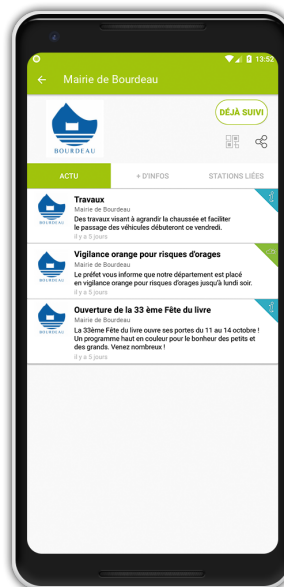 13:52
Mairie de Bourdeau
BOURDEAU
DÉJÀ SUIVI
ACTU
+ D'INFOS
STATIONS LIÉES
Travaux
Mairie de Bourdeau
Des travaux visant à agrandir la chaussée et faciliter
le passage des véhicules débuteront ce vendredi.
il y a 5 jours
BOURDEAU
Vigilance orange pour risques d'orages
Mairie de Bourdeau
Le préfet vous informe que notre département est placé
en vigilance orange pour risques d'orages jusqu'à lundi soir.
il y a 5 jours
BOURDEAU
Ouverture de la 33 ème Fête du livre
Mairie de Bourdeau
La 33ème Fête du livre ouvre ses portes du 11 au 14 octobre !
Un programme haut en couleur pour le bonheur des petits et
des grands. Venez nombreux !
il y a 5 jours
BOURDEAU